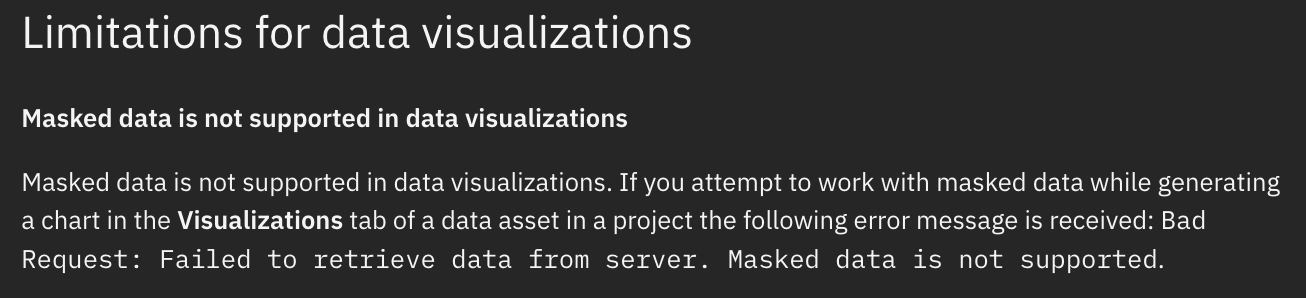 Limitations for data visualizations
Masked data is not supported in data visualizations
Masked data is not supported in data visualizations. If you attempt to work with masked data while generating
a chart in the Visualizations tab of a data asset in a project the following error message is received: Bad
Request: Failed to retrieve data from server. Masked data is not supported.